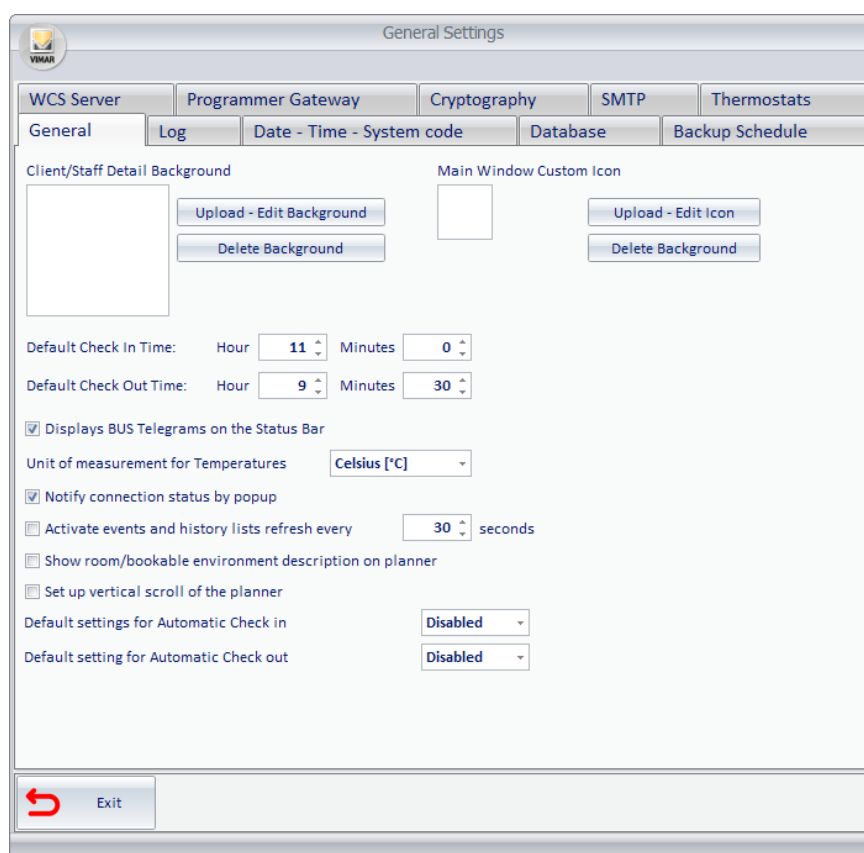 General Settings
VIMAR
WCS Server Programmer Gateway Cryptography SMTP Thermostats
General Log Date - Time - System code Database Backup Schedule
Client/Staff Detail Background Main Window Custom Icon
Upload - Edit Background Upload - Edit Icon
Delete Background Delete Background
Default Check In Time: Hour 11 Minutes 0
Default Check Out Time: Hour 9 Minutes 30
Displays BUS Telegrams on the Status Bar
Unit of measurement for Temperatures Celsius [°C]
Notify connection status by popup
Activate events and history lists refresh every 30 seconds
Show room/bookable environment description on planner
Set up vertical scroll of the planner
Default settings for Automatic Check in Disabled
Default setting for Automatic Check out Disabled
Exit